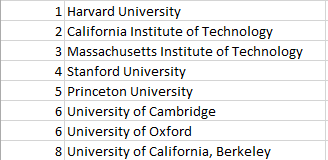 1 Harvard University
2 California Institute of Technology
3 Massachusetts Institute of Technology
4 Stanford University
5 Princeton University
6 University of Cambridge
6 University of Oxford
8 University of California, Berkeley